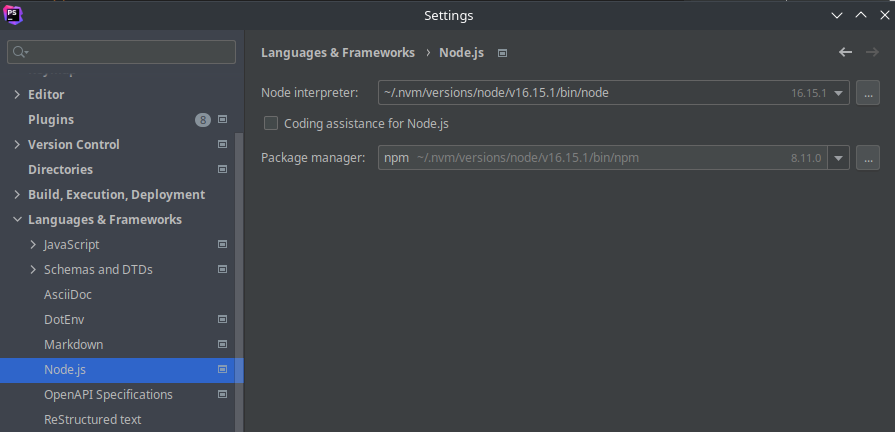 PS
Settings
Languages & Frameworks › Node.js
Editor
Plugins 8
Version Control
Directories
Build, Execution, Deployment
Languages & Frameworks
JavaScript
Schemas and DTDs
AsciiDoc
DotEnv
Markdown
Node.js
OpenAPI Specifications
ReStructured text
Node interpreter: ~/.nvm/versions/node/v16.15.1/bin/node 16.15.1 ...
Coding assistance for Node.js
Package manager: npm ~/.nvm/versions/node/v16.15.1/bin/npm 8.11.0 ...